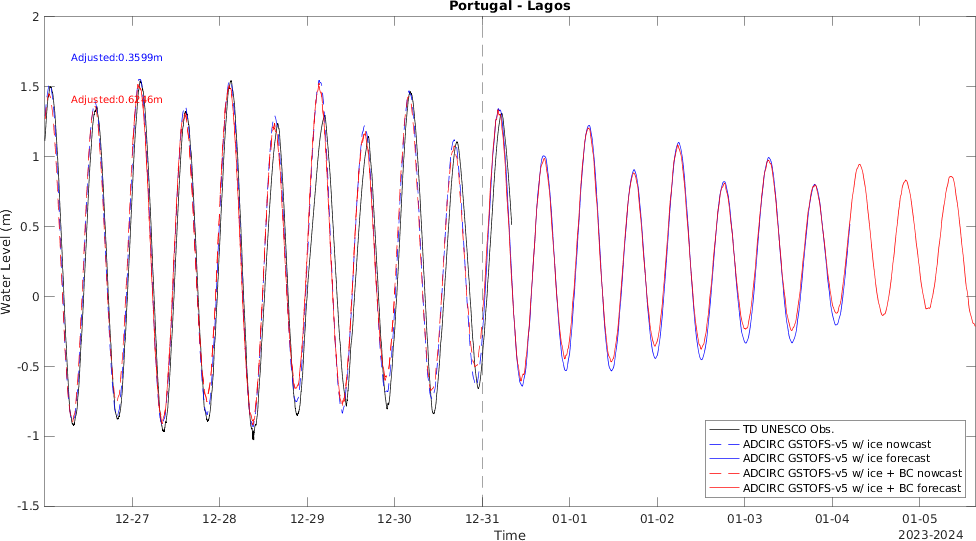 Portugal - Lagos
Adjusted:0.3599m
Adjusted:0.6246m
2
1.5
1
0.5
0
-0.5
-1
-1.5
Water Level (m)
TD UNESCO Obs.
ADCIRC GSTOFS-v5 w/ ice nowcast
ADCIRC GSTOFS-v5 w/ ice forecast
ADCIRC GSTOFS-v5 w/ ice + BC nowcast
ADCIRC GSTOFS-v5 w/ ice + BC forecast
12-27 12-28 12-29 12-30 12-31 01-01 01-02 01-03 01-04 01-05
Time
2023-2024